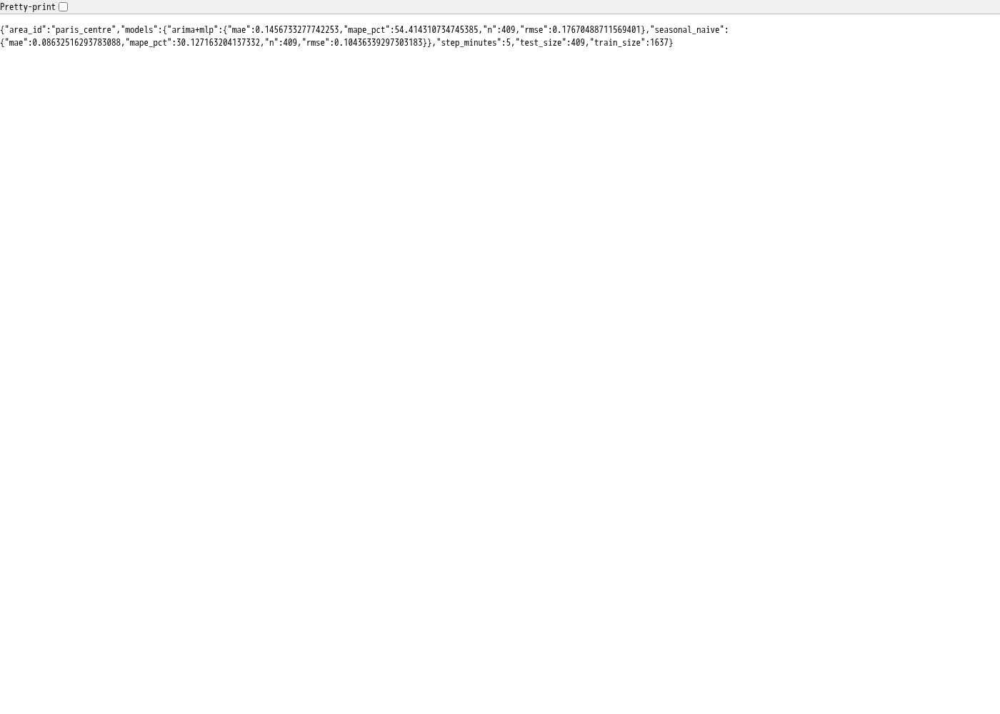 Pretty-print
{"area_id":"paris_centre","models":{"arima+mlp":{"mae":0.1456733277742253,"mape_pct":54.414310734745385,"n":409,"rmse":0.17670488711569401},"seasonal_naive":
{"mae":0.08632516293783088,"mape_pct":30.127163204137332,"n":409,"rmse":0.10436339297303183}},"step_minutes":5,"test_size":409,"train_size":1637}